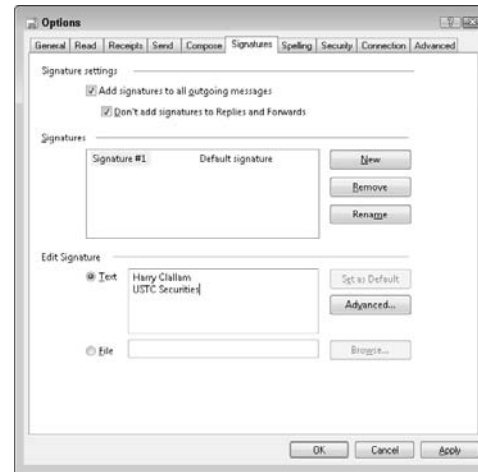 Options
General Read Receipts Send Compose Signatures Spelling Security Connection Advanced
Signature settings
Add signatures to all outgoing messages
Don't add signatures to Replies and Forwards
Signatures
Signature #1 Default signature
New
Remove
Rename
Edit Signature
Text
Harry Clallam
USTC Securities
Set as Default
Advanced...
File
Browse...
OK Cancel Apply